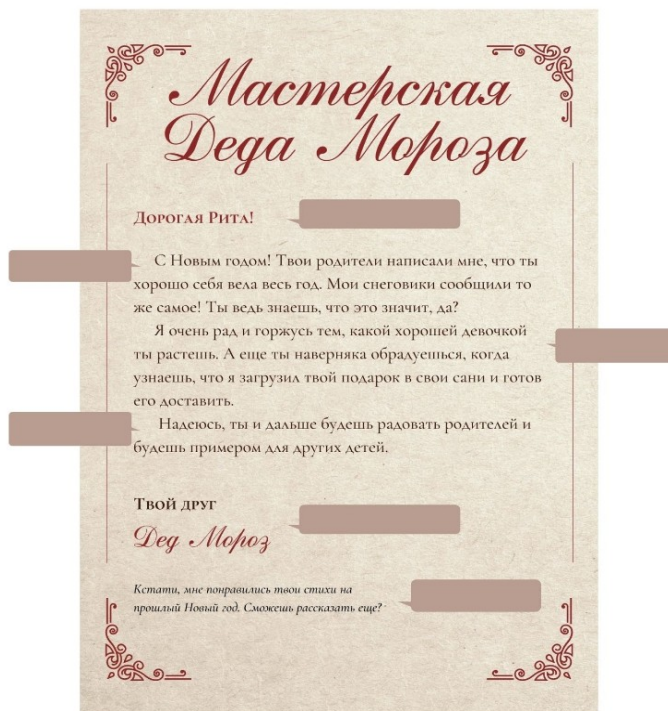 Мастерская
Деда Мороза
Дорогая Рита!
С Новым годом! Твои родители написали мне, что ты
хорошо себя вела весь год. Мои снеговики сообщили то
же самое! Ты ведь знаешь, что это значит, да?
Я очень рад и горжусь тем, какой хорошей девочкой
ты растешь. А еще ты наверняка обрадуешься, когда
узнаешь, что я загрузил твой подарок в свои сани и готов
его доставить.
Надеюсь, ты и дальше будешь радовать родителей и
будешь примером для других детей.
Твой друг
Дед Мороз
Кстати, мне понравились твои стихи на
прошлый Новый год. Сможешь рассказать еще?